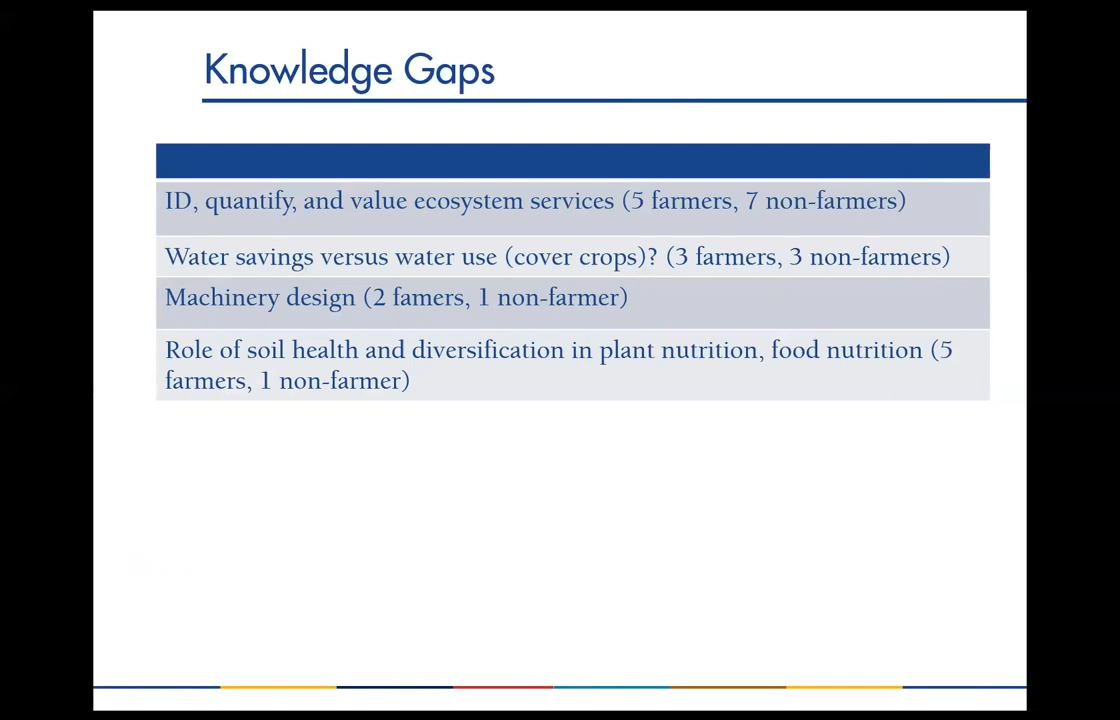 Knowledge Gaps
ID, quantify, and value ecosystem services (5 farmers, 7 non-farmers)
Water savings versus water use (cover crops)? (3 farmers, 3 non-farmers)
Machinery design (2 famers, 1 non-farmer)
Role of soil health and diversification in plant nutrition, food nutrition (5
farmers, 1 non-farmer)